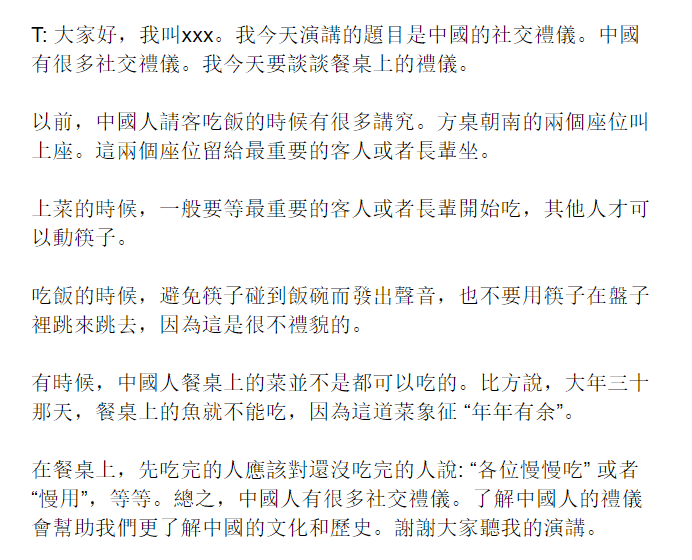 T: 大家好，我叫xxx。我今天演講的題目是中國的社交禮儀。中國
有很多社交禮儀。我今天要談談餐桌上的禮儀。
以前，中國人請客吃飯的時候有很多講究。方桌朝南的兩個座位叫
上座。這兩個座位留給最重要的客人或者長輩坐。
上菜的時候，一般要等最重要的客人或者長輩開始吃，其他人才可
以動筷子。
吃飯的時候，避免筷子碰到飯碗而發出聲音，也不要用筷子在盤子
裡跳來跳去，因為這是很不禮貌的。
有時候，中國人餐桌上的菜並不是都可以吃的。比方說，大年三十
那天，餐桌上的魚就不能吃，因為這道菜象征 “年年有余”。
在餐桌上，先吃完的人應該對還沒吃完的人說: “各位慢慢吃” 或者
“慢用”，等等。總之，中國人有很多社交禮儀。了解中國人的禮儀
會幫助我們更了解中國的文化和歷史。謝謝大家聽我的演講。